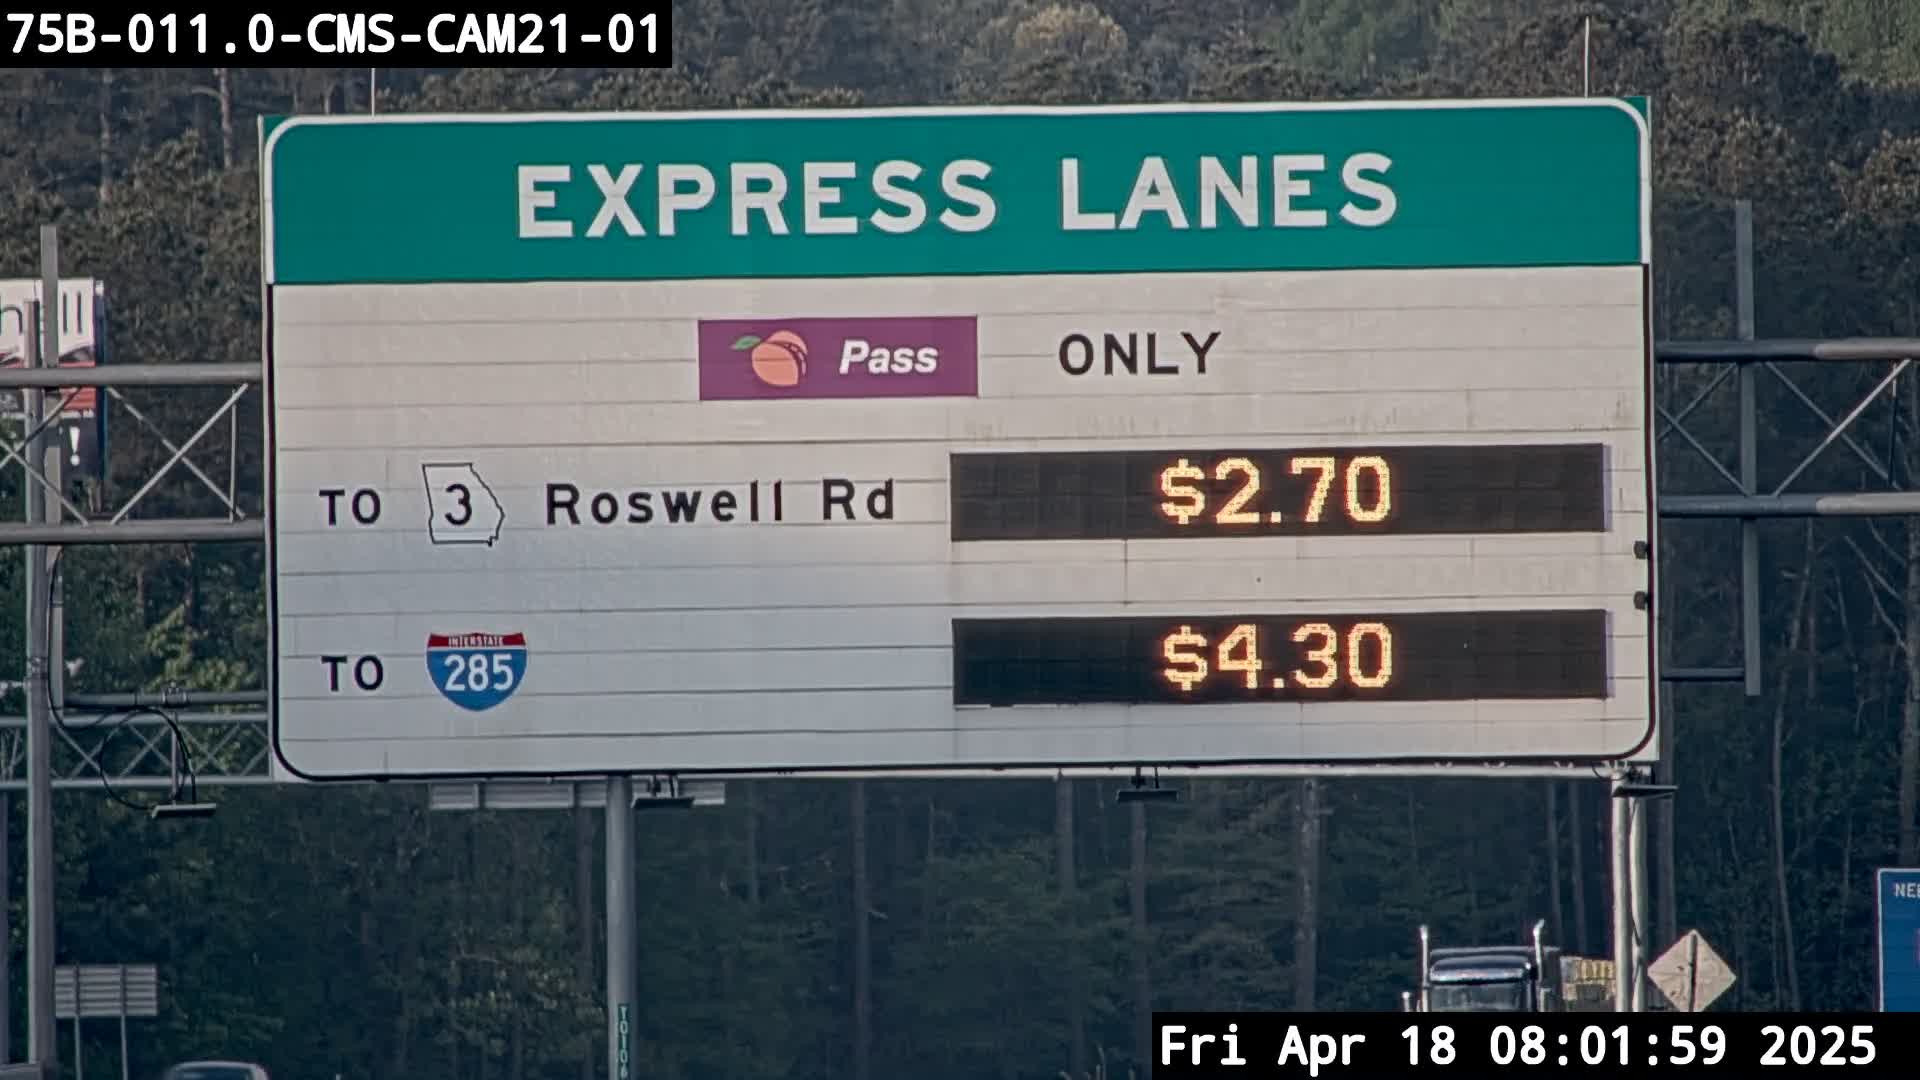 75B-011.0-CMS-CAM21-01
EXPRESS LANES
Pass ONLY
TO 3 Roswell Rd $2.70
INTERSTATE
TO 285 $4.30
NEE
Fri Apr 18 08:01:59 2025